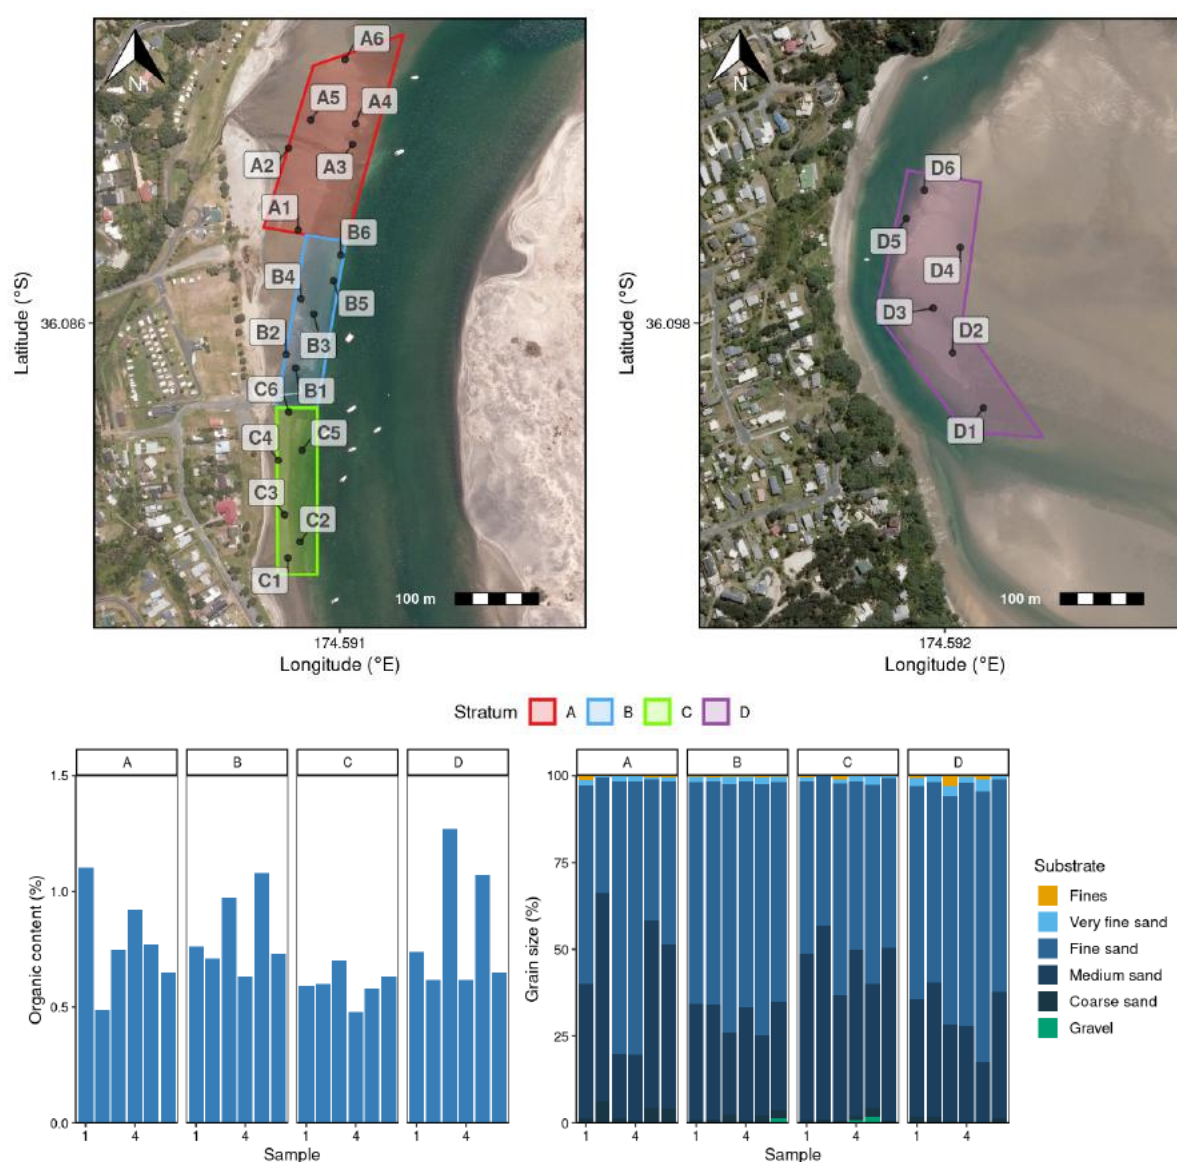 N
A6
A5
A4
A2
A3
A1
B6
B4
B5
B2
B3
C6
B1
C4
C5
C3
C2
C1
100 m
Latitude (°S)
36.086
174.591
Longitude (°E)
N
D6
D5
D4
D3
D2
D1
100 m
Latitude (°S)
36.098
174.592
Longitude (°E)
Stratum A B C D
A B C D
1.5
1.0
0.5
0.0
Organic content (%)
1 4 1 4 1 4 1 4
Sample
A B C D
100
75
50
25
0
Grain size (%)
1 4 1 4 1 4 1 4
Sample
Substrate
Fines
Very fine sand
Fine sand
Medium sand
Coarse sand
Gravel